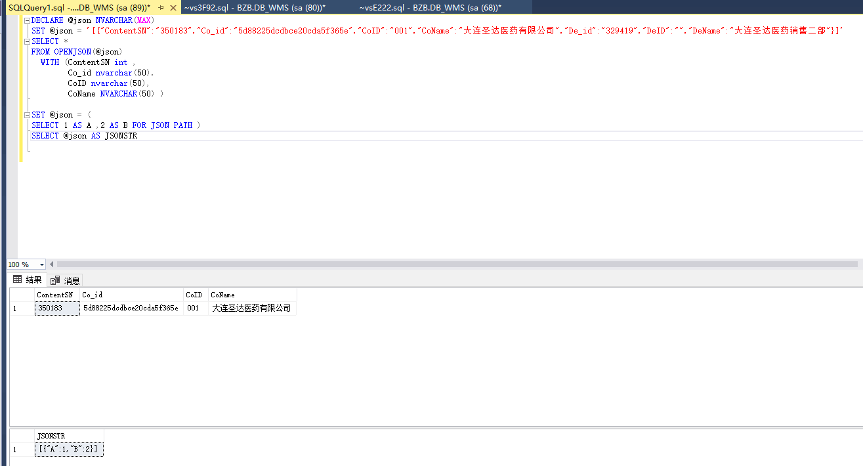 SQLQuery1.sql -....DB_WMS (sa (89))*
~vs3F92.sql - BZB.DB_WMS (sa (80))*
~vsE222.sql - BZB.DB_WMS (sa (68))*
DECLARE @json NVARCHAR(MAX)
SET @json = '[{"ContentSN":"350183","Co_id":"5d88225dcdbce20cda5f365e","CoID":"001","CoName":"大连圣达医药有限公司","De_id":"329419","DeID":"","DeName":"大连圣达医药销售二部"}]'
SELECT *
FROM OPENJSON(@json)
WITH (ContentSN int ,
Co_id nvarchar(50),
CoID nvarchar(50),
CoName NVARCHAR(50) )
SET @json = (
SELECT 1 AS A ,2 AS B FOR JSON PATH )
SELECT @json AS JSONSTR
100 %
结果 消息
ContentSN Co_id CoID CoName
1 350183 5d88225dcdbce20cda5f365e 001 大连圣达医药有限公司
JSONSTR
1 [{"A":1,"B":2}]